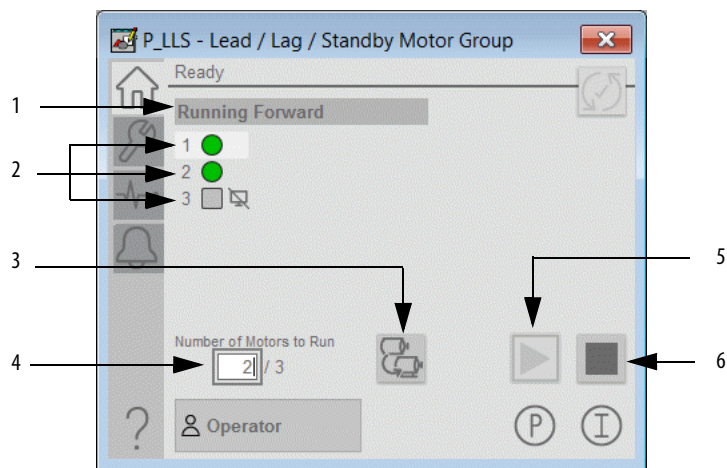 P_LLS - Lead / Lag / Standby Motor Group
Ready
1
Running Forward
1
2
2
3
3
5
Number of Motors to Run
4
2 / 3
6
?
Operator
P
I